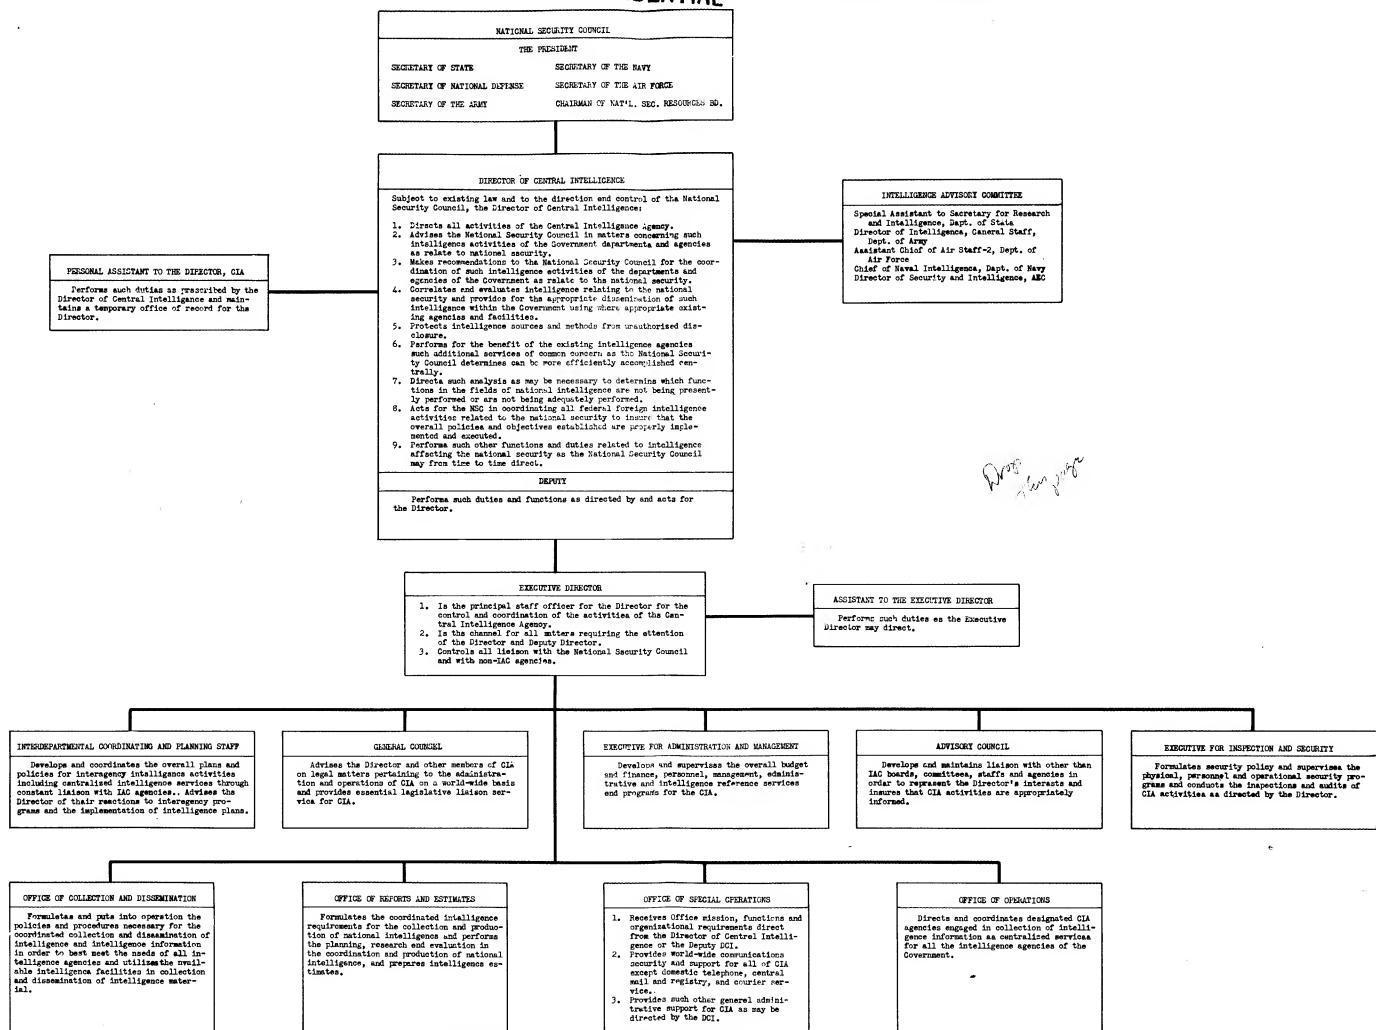 NATIONAL SECURITY COUNCIL
THE PRESIDENT
SECRETARY OF STATE SECRETARY OF THE NAVY
SECRETARY OF NATIONAL DEFENSE SECRETARY OF THE AIR FORCE
SECRETARY OF THE ARMY CHAIRMAN OF NAT'L. SEC. RESOURCES BD.
DIRECTOR OF CENTRAL INTELLIGENCE
Subject to existing law and to the direction and control of the National
Security Council, the Director of Central Intelligence:
1. Directs all activities of the Central Intelligence Agency.
2. Advises the National Security Council in matters concerning such
intelligence activities of the Government departments and agencies
as relate to national security.
3. Makes recommendations to the National Security Council for the coor-
dination of such intelligence activities of the departments and
agencies of the Government as relate to the national security.
4. Correlates and evaluates intelligence relating to the national
security and provides for the appropriate dissemination of such
intelligence within the Government using where appropriate exist-
ing agencies and facilities.
5. Protects intelligence sources and methods from unauthorized dis-
closure.
6. Performs for the benefit of the existing intelligence agencies
such additional services of common concern as the National Securi-
ty Council determines can be more efficiently accomplished cen-
trally.
7. Directs such analysis as may be necessary to determine which func-
tions in the fields of national intelligence are not being present-
ly performed or are not being adequately performed.
8. Acts for the NSC in coordinating all federal foreign intelligence
activities related to the national security to insure that the
overall policies and objectives established are properly imple-
mented and executed.
9. Performs such other functions and duties related to intelligence
affecting the national security as the National Security Council
may from time to time direct.
DEPUTY
Performs such duties and functions as directed by and acts for
the Director.
INTELLIGENCE ADVISORY COMMITTEE
Special Assistant to Secretary for Research
and Intelligence, Dept. of State
Director of Intelligence, General Staff,
Dept. of Army
Assistant Chief of Air Staff-2, Dept. of
Air Force
Chief of Naval Intelligence, Dept. of Navy
Director of Security and Intelligence, AEC
PERSONAL ASSISTANT TO THE DIRECTOR, CIA
Performs such duties as prescribed by the
Director of Central Intelligence and main-
tains a temporary office of record for the
Director.
Drop
this page
EXECUTIVE DIRECTOR
1. Is the principal staff officer for the Director for the
control and coordination of the activities of the Cen-
tral Intelligence Agency.
2. Is the channel for all matters requiring the attention
of the Director and Deputy Director.
3. Controls all liaison with the National Security Council
and with non-IAC agencies.
ASSISTANT TO THE EXECUTIVE DIRECTOR
Performs such duties as the Executive
Director may direct.
INTERDEPARTMENTAL COORDINATING AND PLANNING STAFF
Develops and coordinates the overall plans and
policies for interagency intelligence activities
including centralized intelligence services through
constant liaison with IAC agencies.. Advises the
Director of their reactions to interagency pro-
grams and the implementation of intelligence plans.
GENERAL COUNSEL
Advises the Director and other members of CIA
on legal matters pertaining to the administra-
tion and operations of CIA on a world-wide basis
and provides essential legislative liaison ser-
vice for CIA.
EXECUTIVE FOR ADMINISTRATION AND MANAGEMENT
Develops and supervises the overall budget
and finance, personnel, management, adminis-
trative and intelligence reference services
and programs for the CIA.
ADVISORY COUNCIL
Develops and maintains liaison with other than
IAC boards, committees, staffs and agencies in
order to represent the Director's interests and
insures that CIA activities are appropriately
informed.
EXECUTIVE FOR INSPECTION AND SECURITY
Formulates security policy and supervises the
physical, personnel and operational security pro-
grams and conducts the inspections and audits of
CIA activities as directed by the Director.
OFFICE OF COLLECTION AND DISSEMINATION
Formulates and puts into operation the
policies and procedures necessary for the
coordinated collection and dissemination of
intelligence and intelligence information
in order to best meet the needs of all in-
telligence agencies and utilizes the avail-
able intelligence facilities in collection
and dissemination of intelligence mater-
ial.
OFFICE OF REPORTS AND ESTIMATES
Formulates the coordinated intelligence
requirements for the collection and produc-
tion of national intelligence and performs
the planning, research and evaluation in
the coordination and production of national
intelligence, and prepares intelligence es-
timates.
OFFICE OF SPECIAL OPERATIONS
1. Receives Office mission, functions and
organizational requirements direct
from the Director of Central Intelli-
gence or the Deputy DCI.
2. Provides world-wide communications
security and support for all of CIA
except domestic telephone, central
mail and registry, and courier ser-
vice..
3. Provides such other general admini-
trative support for CIA as may be
directed by the DCI.
OFFICE OF OPERATIONS
Directs and coordinates designated CIA
agencies engaged in collection of intelli-
gence information as centralized services
for all the intelligence agencies of the
Government.